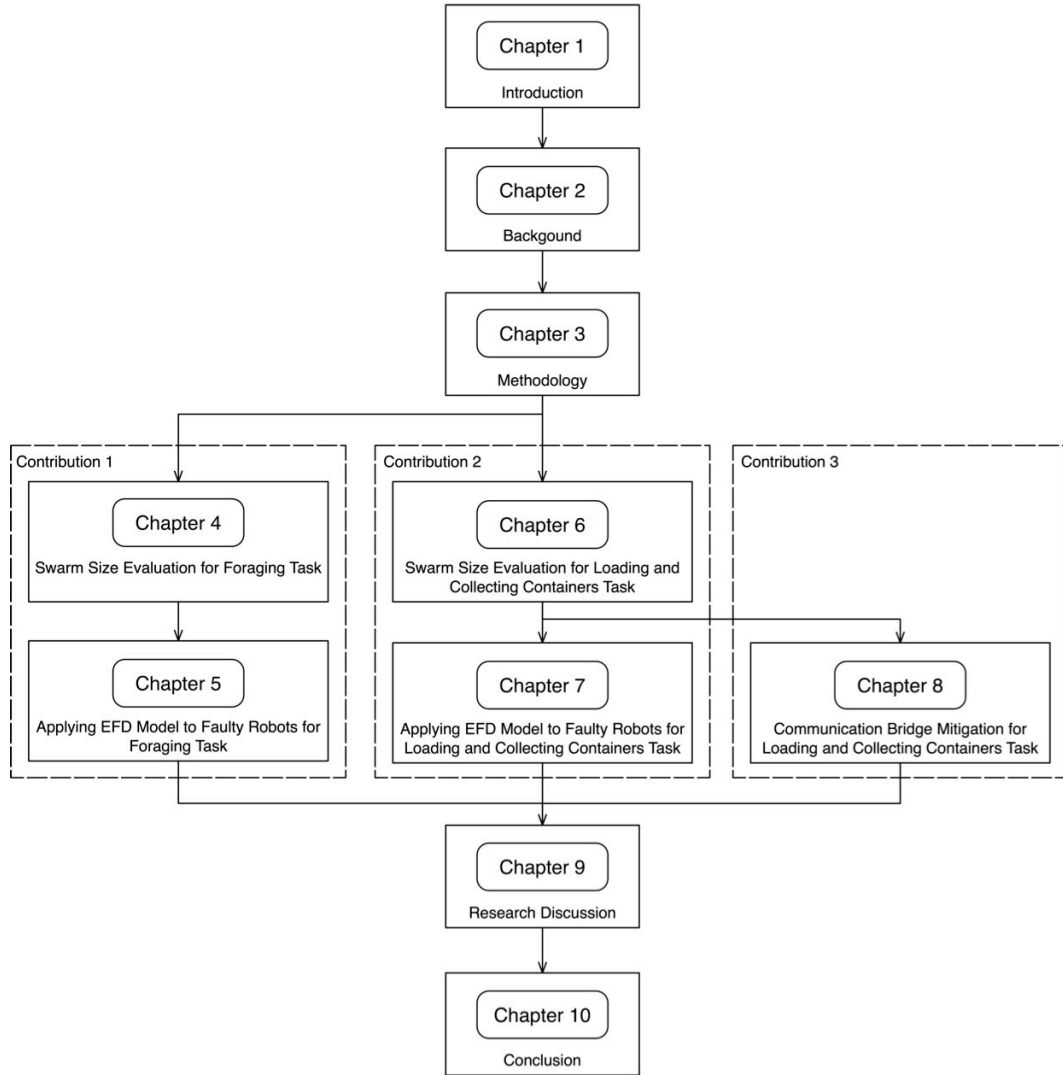 Chapter 1
Introduction
Chapter 2
Backgound
Chapter 3
Methodology
Contribution 1
Chapter 4
Swarm Size Evaluation for Foraging Task
Chapter 5
Applying EFD Model to Faulty Robots for
Foraging Task
Contribution 2
Chapter 6
Swarm Size Evaluation for Loading and
Collecting Containers Task
Chapter 7
Applying EFD Model to Faulty Robots for
Loading and Collecting Containers Task
Contribution 3
Chapter 8
Communication Bridge Mitigation for
Loading and Collecting Containers Task
Chapter 9
Research Discussion
Chapter 10
Conclusion